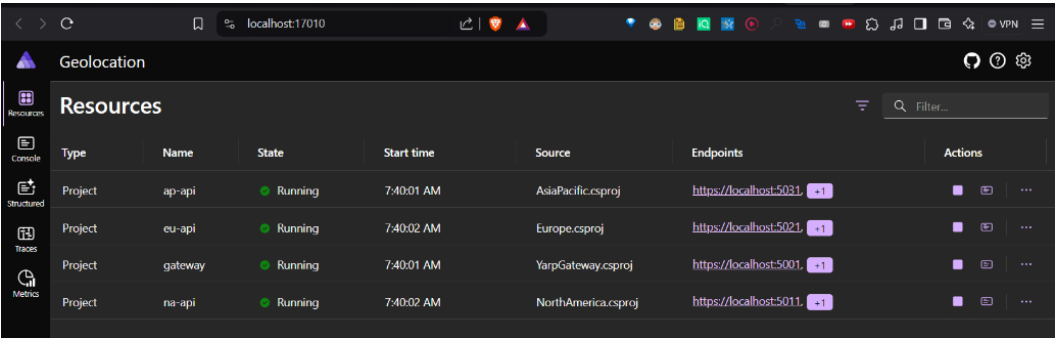 localhost:17010
VPN
Geolocation
Resources
Resources
Filter...
Console
Type Name State Start time Source Endpoints Actions
Structured
Project ap-api Running 7:40:01 AM AsiaPacific.csproj https://localhost:5031, +1
Project eu-api Running 7:40:02 AM Europe.csproj https://localhost:5021, +1
Traces
Project gateway Running 7:40:01 AM YarpGateway.csproj https://localhost:5001, +1
Metrics
Project na-api Running 7:40:02 AM NorthAmerica.csproj https://localhost:5011, +1